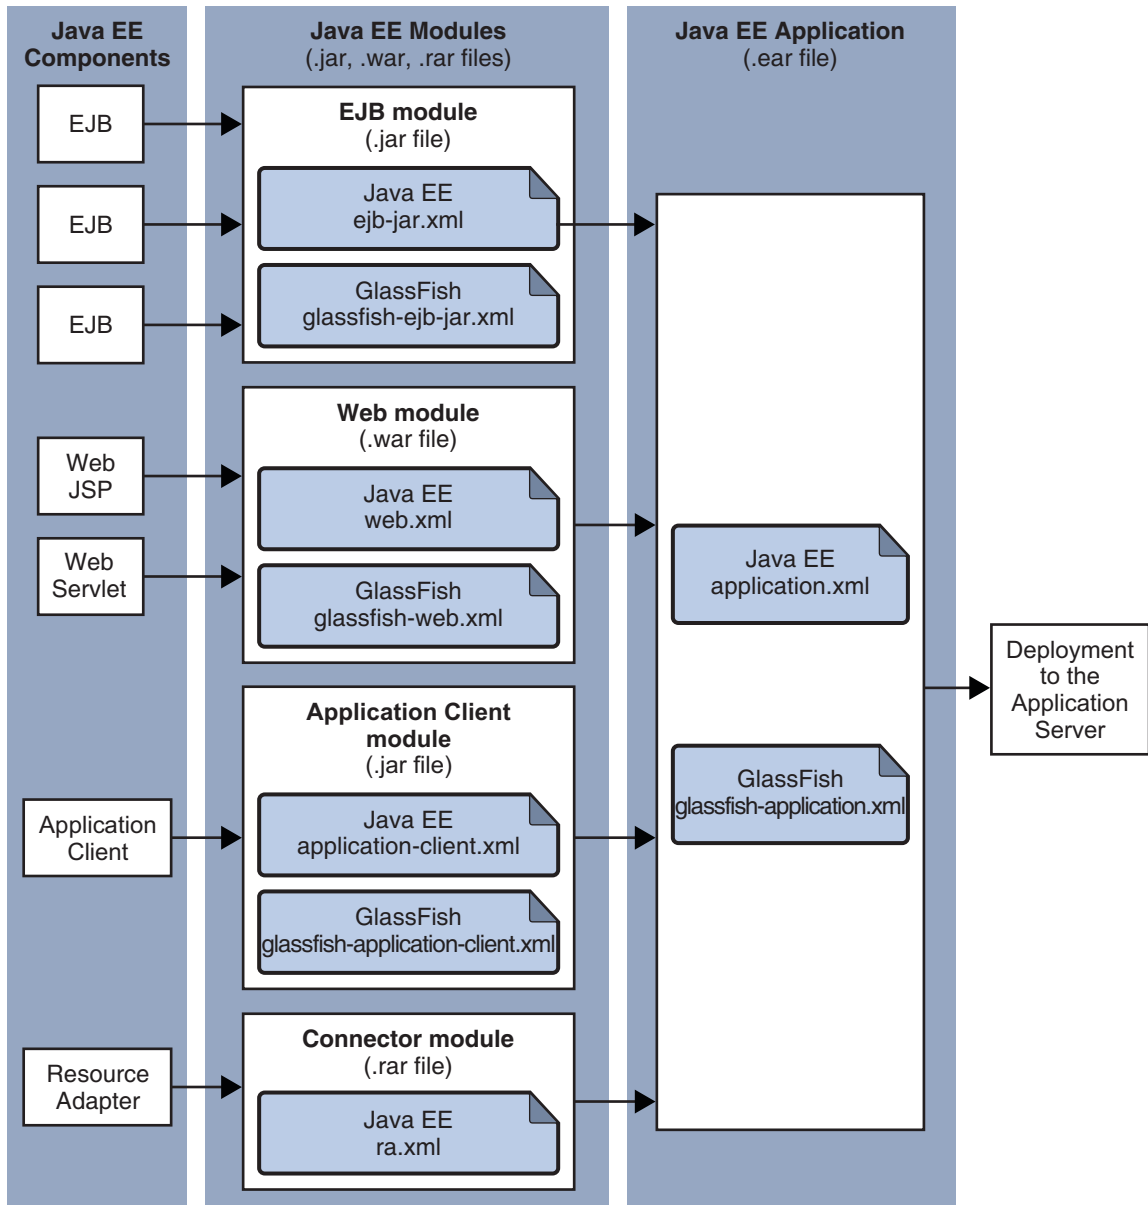 Java EE
Components
EJB
EJB
EJB
Web
JSP
Web
Servlet
Application
Client
Resource
Adapter
Java EE Modules
(.jar, .war, .rar files)
EJB module
(.jar file)
Java EE
ejb-jar.xml
GlassFish
glassfish-ejb-jar.xml
Web module
(.war file)
Java EE
web.xml
GlassFish
glassfish-web.xml
Application Client
module
(.jar file)
Java EE
application-client.xml
GlassFish
glassfish-application-client.xml
Connector module
(.rar file)
Java EE
ra.xml
Java EE Application
(.ear file)
Java EE
application.xml
GlassFish
glassfish-application.xml
Deployment
to the
Application
Server